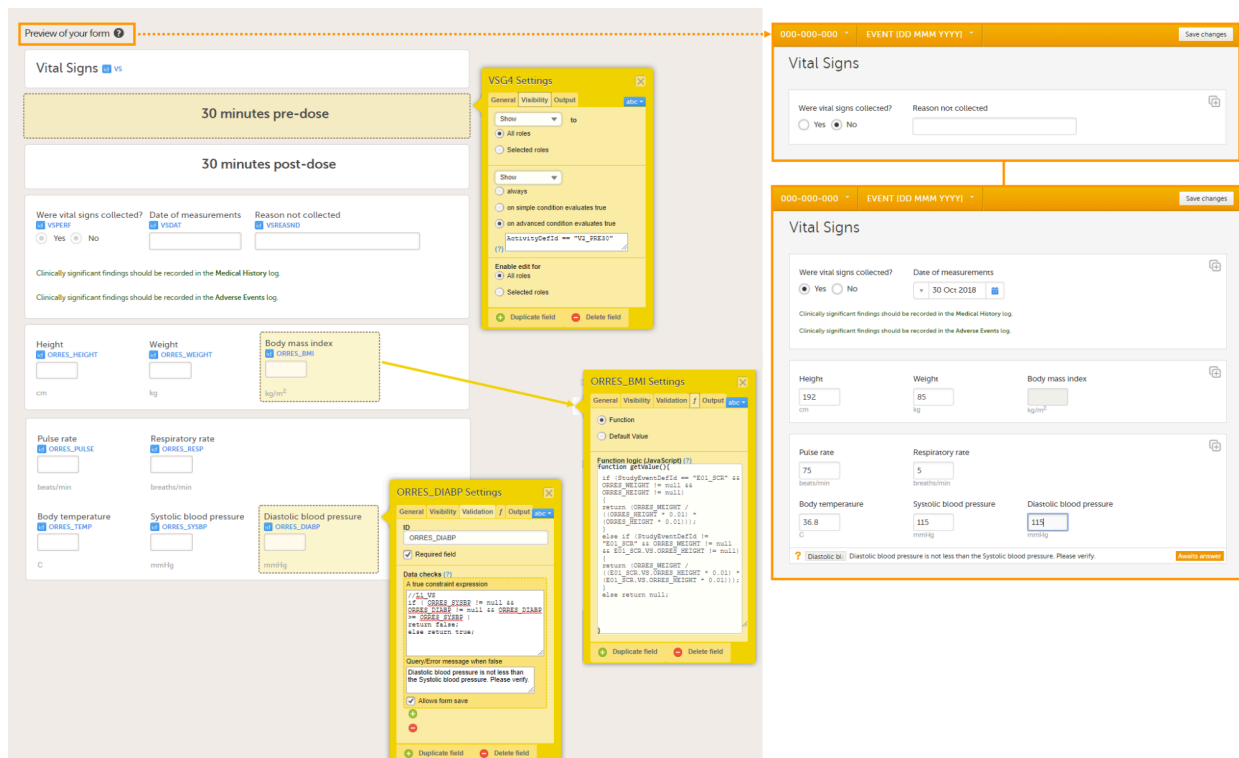 Preview of your form ?
Vital Signs VS
30 minutes pre-dose
30 minutes post-dose
Were vital signs collected? Date of measurements Reason not collected
VSPERF VSDAT VSREASND
Yes No
Clinically significant findings should be recorded in the Medical History log.
Clinically significant findings should be recorded in the Adverse Events log.
Height Weight Body mass index
ORRES_HEIGHT ORRES_WEIGHT ORRES_BMI
cm kg kg/m2
Pulse rate Respiratory rate
ORRES_PULSE ORRES_RESP
beats/min breaths/min
Body temperature Systolic blood pressure Diastolic blood pressure
ORRES_TEMP ORRES_SYSBP ORRES_DIABP
C mmHg mmHg
VSG4 Settings
General Visibility Output abc
Show to
All roles
Selected roles
Show
always
on simple condition evaluates true
on advanced condition evaluates true
ActivityDefId == "V2_PRE30"
(?)
Enable edit for
All roles
Selected roles
Duplicate field Delete field
ORRES_DIABP Settings
General Visibility Validation f Output abc
ID
ORRES_DIABP
Required field
Data checks (?)
A true constraint expression
//L1_VS
if ( ORRES_SYSBP != null &&
ORRES_DIABP != null && ORRES_DIABP
>= ORRES_SYSBP )
return false;
else return true;
Query/Error message when false
Diastolic blood pressure is not less than
the Systolic blood pressure. Please verify.
Allows form save
Duplicate field Delete field
ORRES_BMI Settings
General Visibility Validation f Output abc
Function
Default Value
Function logic (JavaScript) (?)
function getValue(){
if (StudyEventDefId == "E01_SCR" &&
ORRES_WEIGHT != null &&
ORRES_HEIGHT != null)
{
return (ORRES_WEIGHT /
((ORRES_HEIGHT * 0.01) *
(ORRES_HEIGHT * 0.01)));
}
else if (StudyEventDefId !=
"E01_SCR" && ORRES_WEIGHT != null
&& E01_SCR.VS.ORRES_HEIGHT != null)
{
return (ORRES_WEIGHT /
((E01_SCR.VS.ORRES_HEIGHT * 0.01) *
(E01_SCR.VS.ORRES_HEIGHT * 0.01)));
}
else return null;
}
Duplicate field Delete field
000-000-000 EVENT (DD MMM YYYY) Save changes
Vital Signs
Were vital signs collected? Reason not collected
Yes No
000-000-000 EVENT (DD MMM YYYY) Save changes
Vital Signs
Were vital signs collected? Date of measurements
Yes No 30 Oct 2018
Clinically significant findings should be recorded in the Medical History log.
Clinically significant findings should be recorded in the Adverse Events log.
Height Weight Body mass index
192 85
cm kg kg/m2
Pulse rate Respiratory rate
75 5
beats/min breaths/min
Body temperature Systolic blood pressure Diastolic blood pressure
36.8 115 115
C mmHg mmHg
? Diastolic bl Diastolic blood pressure is not less than the Systolic blood pressure. Please verify. Awaits answer